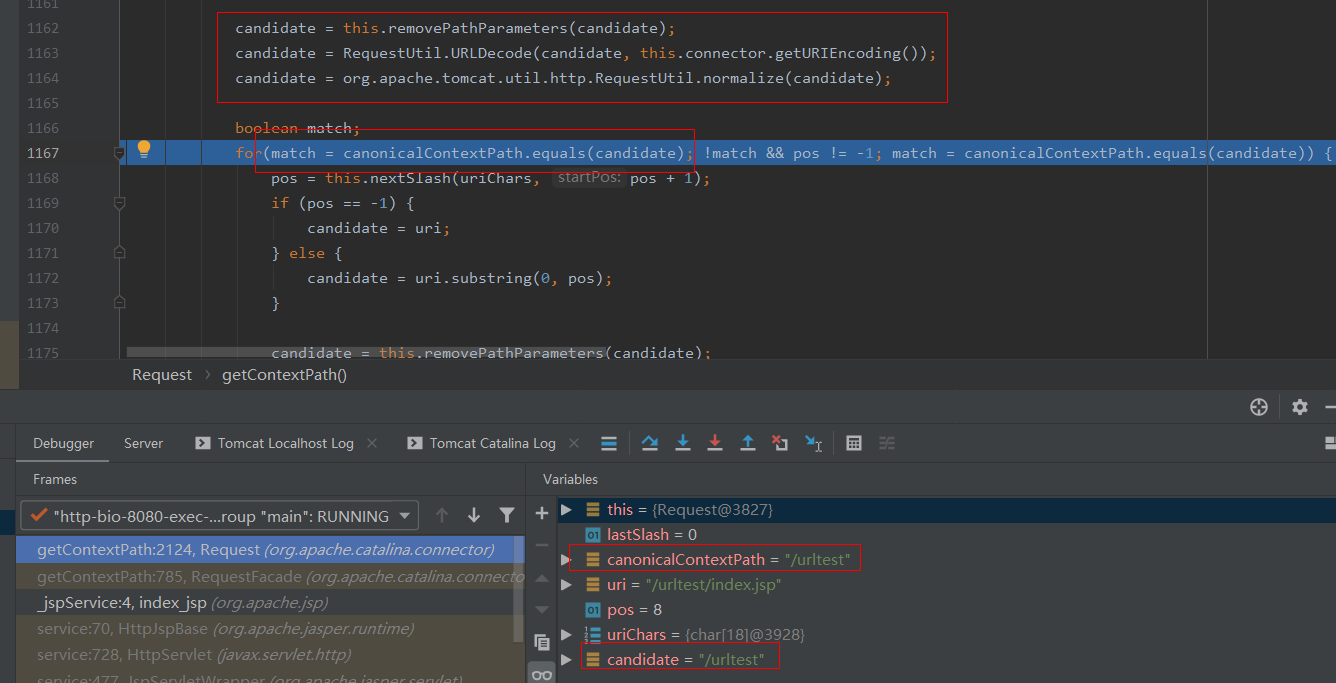 1161
1162 candidate = this.removePathParameters(candidate);
1163 candidate = RequestUtil.URLDecode(candidate, this.connector.getURIEncoding());
1164 candidate = org.apache.tomcat.util.http.RequestUtil.normalize(candidate);
1165
1166 boolean match;
1167 for(match = canonicalContextPath.equals(candidate); !match && pos != -1; match = canonicalContextPath.equals(candidate)) {
1168 pos = this.nextSlash(uriChars, startPos: pos + 1);
1169 if (pos == -1) {
1170 candidate = uri;
1171 } else {
1172 candidate = uri.substring(0, pos);
1173 }
1174
1175 candidate = this.removePathParameters(candidate);
Request › getContextPath()
Debugger Server Tomcat Localhost Log Tomcat Catalina Log
Frames Variables
"http-bio-8080-exec-...roup "main": RUNNING
getContextPath:2124, Request (org.apache.catalina.connector)
getContextPath:785, RequestFacade (org.apache.catalina.connecto
_jspService:4, index_jsp (org.apache.jsp)
service:70, HttpJspBase (org.apache.jasper.runtime)
service:728, HttpServlet (javax.servlet.http)
service:477, JspServletWrapper (org.apache.jasper.servlet)
this = {Request@3827}
lastSlash = 0
canonicalContextPath = "/urltest"
uri = "/urltest/index.jsp"
pos = 8
uriChars = {char[18]@3928}
candidate = "/urltest"